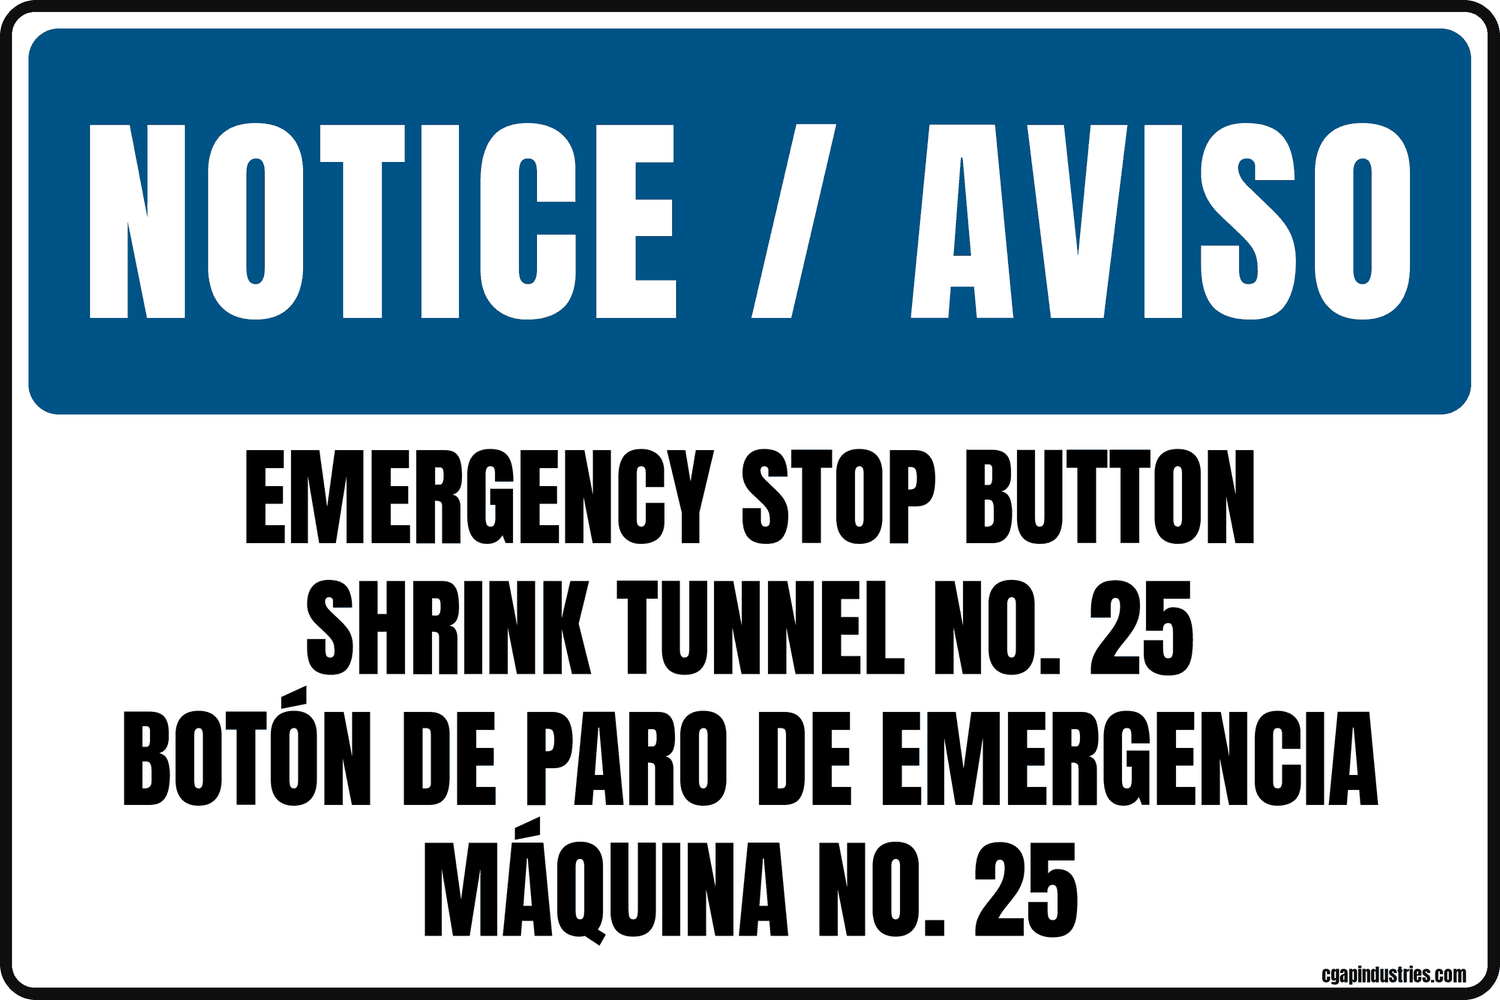 NOTICE / AVISO
EMERGENCY STOP BUTTON
SHRINK TUNNEL NO. 25
BOTÓN DE PARO DE EMERGENCIA
MÁQUINA NO. 25
cgapindustries.com